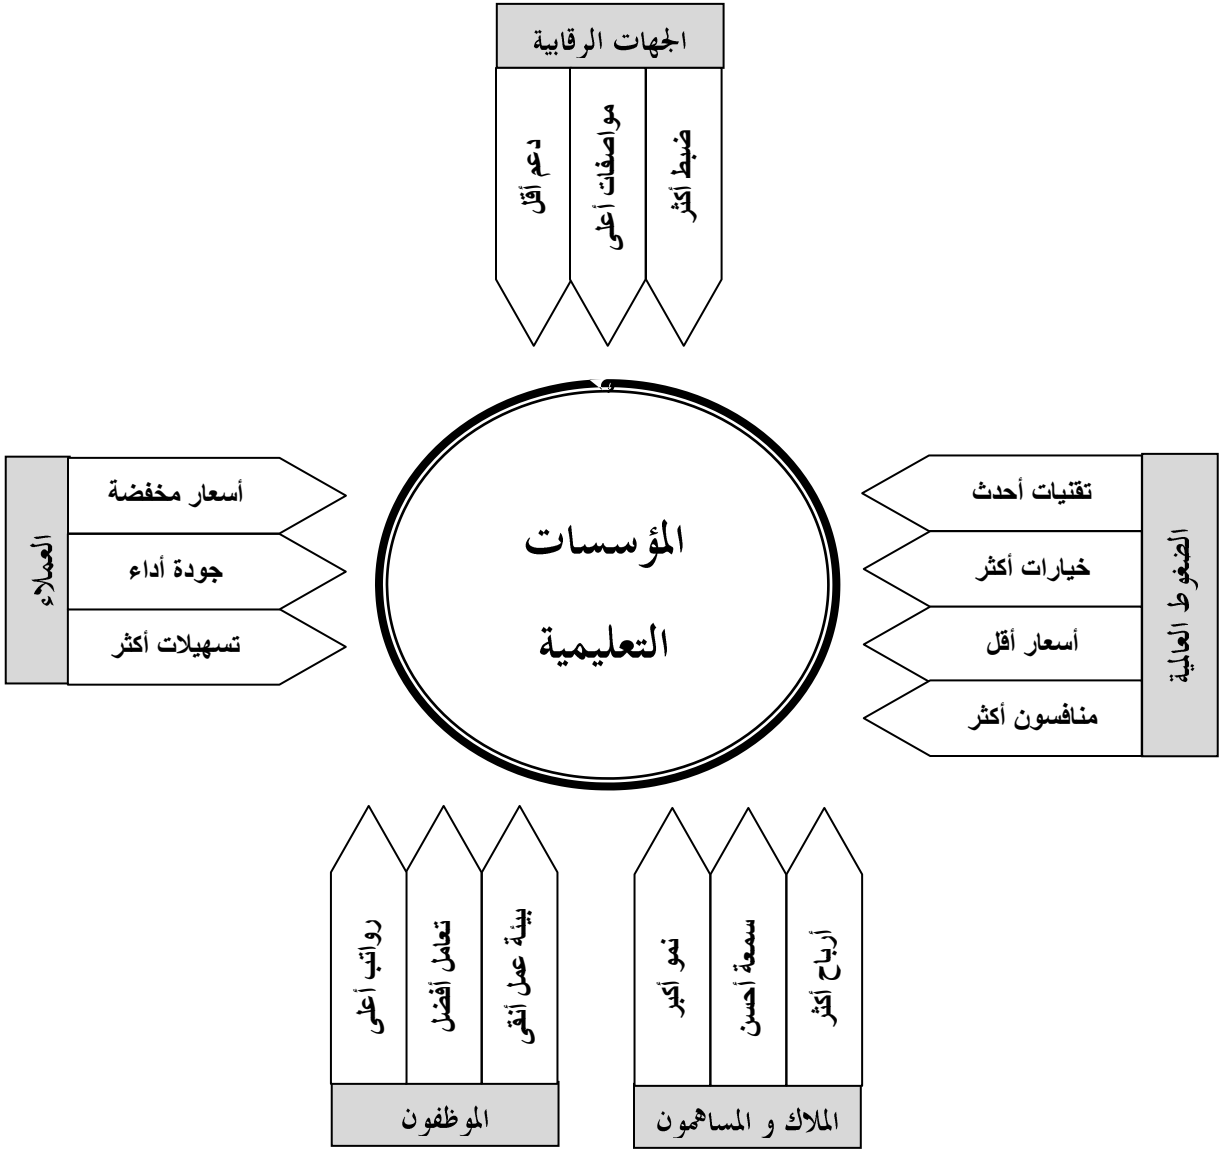 الجهات الرقابية
ضبط أكثر
مواصفات أعلى
دعم أقل
الضغوط العالمية
تقنيات أحدث
خيارات أكثر
أسعار أقل
منافسون أكثر
المؤسسات
التعليمية
العملاء
أسعار مخفضة
جودة أداء
تسهيلات أكثر
أرباح أكثر
سمعة أحسن
نمو أكبر
الملاك و المساهمون
بيئة عمل أنقى
تعامل أفضل
رواتب أعلى
الموظفون